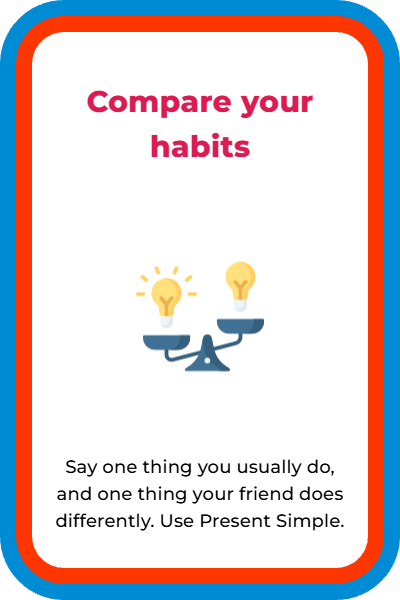 Compare your
habits
Say one thing you usually do,
and one thing your friend does
differently. Use Present Simple.